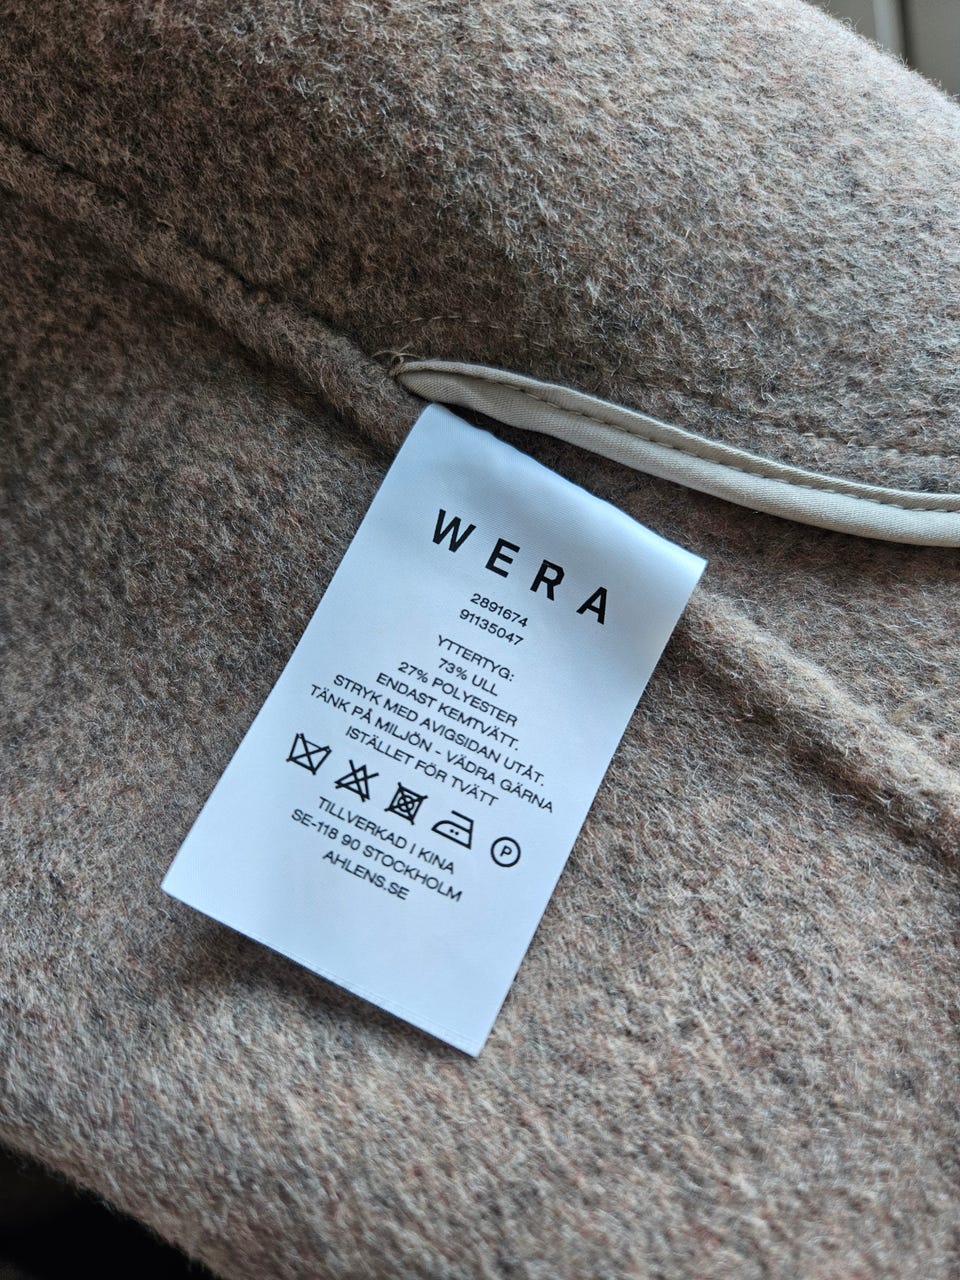 WERA
2891674
91135047
YTTERTYG:
73% ULL
27% POLYESTER
ENDAST KEMTVÄTT.
STRYK MED AVIGSIDAN UTÅT.
TÄNK PÅ MILJÖN - VÄDRA GÄRNA
ISTÄLLET FÖR TVÄTT
P
TILLVERKAD I KINA
SE-118 90 STOCKHOLM
AHLENS.SE